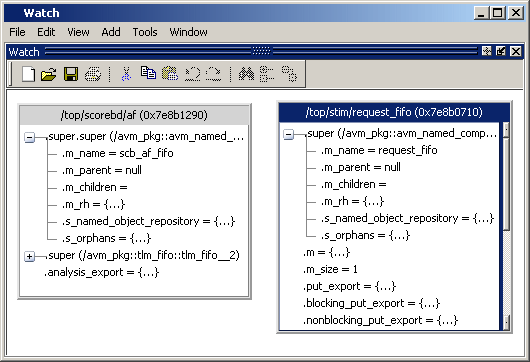 Watch
File Edit View Add Tools Window
Watch
/top/scorebd/af (0x7e8b1290)
.super.super (/avm_pkg::avm_named_...
.m_name = scb_af_fifo
.m_parent = null
.m_children =
.m_rh = {...}
.s_named_object_repository = {...}
.s_orphans = {...}
.super (/avm_pkg::tlm_fifo::tlm_fifo__2)
.analysis_export = {...}
/top/stim/request_fifo (0x7e8b0710)
.super (/avm_pkg::avm_named_comp...
.m_name = request_fifo
.m_parent = null
.m_children =
.m_rh = {...}
.s_named_object_repository = {...}
.s_orphans = {...}
.m = {...}
.m_size = 1
.put_export = {...}
.blocking_put_export = {...}
.nonblocking_put_export = {...}